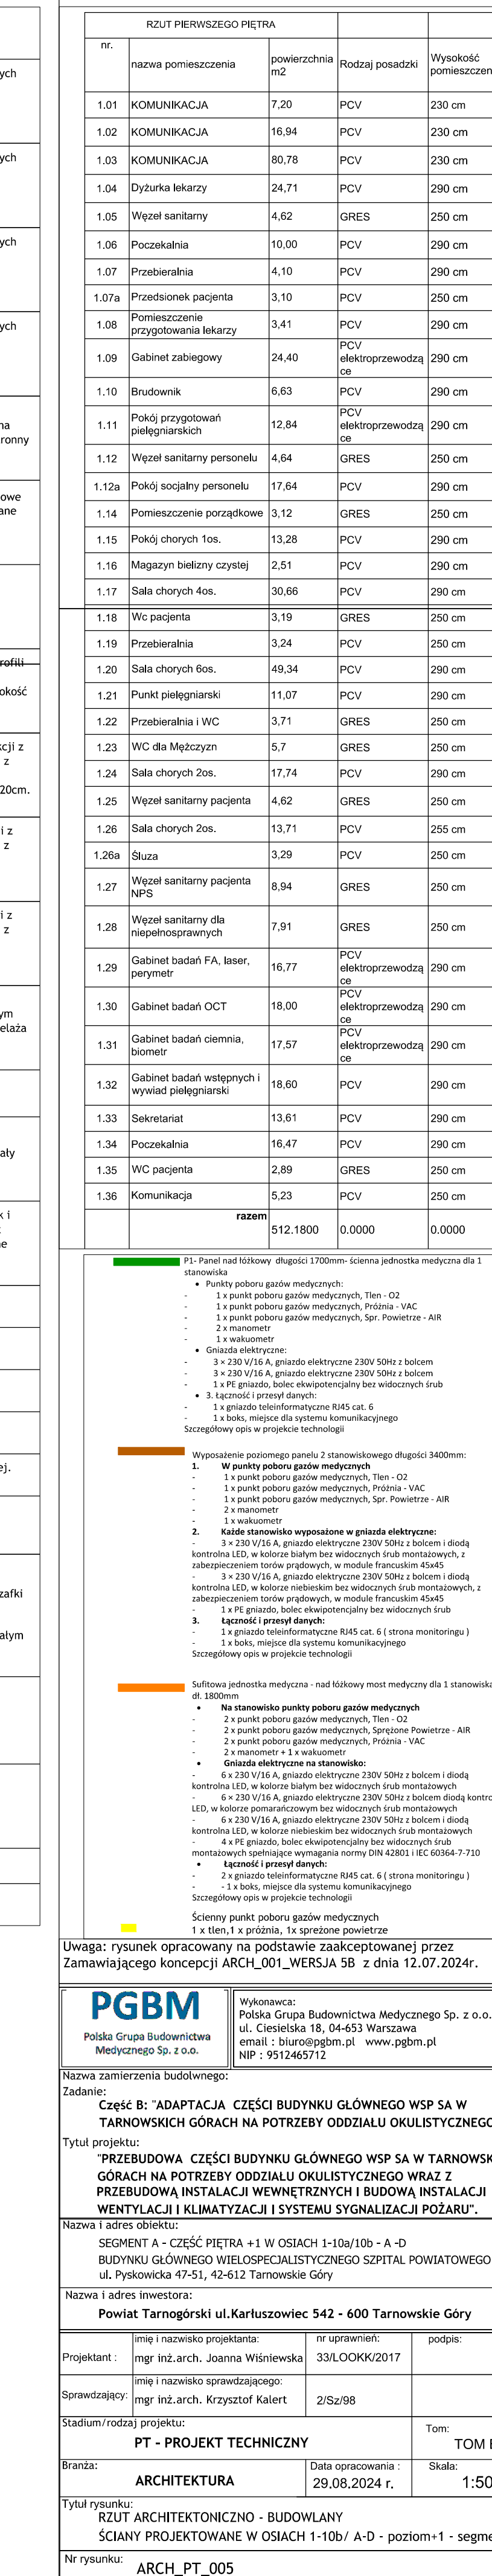 ych
ych
ych
ych
na
ronny
owe
ane
rofili
okość
kcji z
z
20cm.
i z
z
i z
z
ym
elaża
ały
k i
ne
ej.
zafki
ałym
RZUT PIERWSZEGO PIĘTRA
nr. nazwa pomieszczenia powierzchnia m2 Rodzaj posadzki Wysokość pomieszczen
1.01 KOMUNIKACJA 7,20 PCV 230 cm
1.02 KOMUNIKACJA 16,94 PCV 230 cm
1.03 KOMUNIKACJA 80,78 PCV 230 cm
1.04 Dyżurka lekarzy 24,71 PCV 290 cm
1.05 Węzeł sanitarny 4,62 GRES 250 cm
1.06 Poczekalnia 10,00 PCV 290 cm
1.07 Przebieralnia 4,10 PCV 290 cm
1.07a Przedsionek pacjenta 3,10 PCV 250 cm
1.08 Pomieszczenie przygotowania lekarzy 3,41 PCV 290 cm
1.09 Gabinet zabiegowy 24,40 PCV elektroprzewodzą ce 290 cm
1.10 Brudownik 6,63 PCV 290 cm
1.11 Pokój przygotowań pielęgniarskich 12,84 PCV elektroprzewodzą ce 290 cm
1.12 Węzeł sanitarny personelu 4,64 GRES 250 cm
1.12a Pokój socjalny personelu 17,64 PCV 290 cm
1.14 Pomieszczenie porządkowe 3,12 GRES 250 cm
1.15 Pokój chorych 1os. 13,28 PCV 290 cm
1.16 Magazyn bielizny czystej 2,51 PCV 290 cm
1.17 Sala chorych 4os. 30,66 PCV 290 cm
1.18 Wc pacjenta 3,19 GRES 250 cm
1.19 Przebieralnia 3,24 PCV 250 cm
1.20 Sala chorych 6os. 49,34 PCV 290 cm
1.21 Punkt pielęgniarski 11,07 PCV 290 cm
1.22 Przebieralnia i WC 3,71 GRES 250 cm
1.23 WC dla Mężczyzn 5,7 GRES 250 cm
1.24 Sala chorych 2os. 17,74 PCV 290 cm
1.25 Węzeł sanitarny pacjenta 4,62 GRES 250 cm
1.26 Sala chorych 2os. 13,71 PCV 255 cm
1.26a Śluza 3,29 PCV 250 cm
1.27 Węzeł sanitarny pacjenta NPS 8,94 GRES 250 cm
1.28 Węzeł sanitarny dla niepełnosprawnych 7,91 GRES 250 cm
1.29 Gabinet badań FA, laser, perymetr 16,77 PCV elektroprzewodzą ce 290 cm
1.30 Gabinet badań OCT 18,00 PCV elektroprzewodzą ce 290 cm
1.31 Gabinet badań ciemnia, biometr 17,57 PCV elektroprzewodzą ce 290 cm
1.32 Gabinet badań wstępnych i wywiad pielęgniarski 18,60 PCV 290 cm
1.33 Sekretariat 13,61 PCV 290 cm
1.34 Poczekalnia 16,47 PCV 290 cm
1.35 WC pacjenta 2,89 GRES 250 cm
1.36 Komunikacja 5,23 PCV 250 cm
razem 512.1800 0.0000 0.0000
P1- Panel nad łóżkowy długości 1700mm- ścienna jednostka medyczna dla 1
stanowiska
• Punkty poboru gazów medycznych:
- 1 x punkt poboru gazów medycznych, Tlen - O2
- 1 x punkt poboru gazów medycznych, Próżnia - VAC
- 1 x punkt poboru gazów medycznych, Spr. Powietrze - AIR
- 2 x manometr
- 1 x wakuometr
• Gniazda elektryczne:
- 3 × 230 V/16 A, gniazdo elektryczne 230V 50Hz z bolcem
- 3 × 230 V/16 A, gniazdo elektryczne 230V 50Hz z bolcem
- 1 x PE gniazdo, bolec ekwipotencjalny bez widocznych śrub
• 3. Łączność i przesył danych:
- 1 x gniazdo teleinformatyczne RJ45 cat. 6
- 1 x boks, miejsce dla systemu komunikacyjnego
Szczegółowy opis w projekcie technologii
Wyposażenie poziomego panelu 2 stanowiskowego długości 3400mm:
1. W punkty poboru gazów medycznych
- 1 x punkt poboru gazów medycznych, Tlen - O2
- 1 x punkt poboru gazów medycznych, Próżnia - VAC
- 1 x punkt poboru gazów medycznych, Spr. Powietrze - AIR
- 2 x manometr
- 1 x wakuometr
2. Każde stanowisko wyposażone w gniazda elektryczne:
- 3 × 230 V/16 A, gniazdo elektryczne 230V 50Hz z bolcem i diodą
kontrolna LED, w kolorze białym bez widocznych śrub montażowych, z
zabezpieczeniem torów prądowych, w module francuskim 45x45
- 3 × 230 V/16 A, gniazdo elektryczne 230V 50Hz z bolcem i diodą
kontrolna LED, w kolorze niebieskim bez widocznych śrub montażowych, z
zabezpieczeniem torów prądowych, w module francuskim 45x45
- 1 x PE gniazdo, bolec ekwipotencjalny bez widocznych śrub
3. Łączność i przesył danych:
- 1 x gniazdo teleinformatyczne RJ45 cat. 6 ( strona monitoringu )
- 1 x boks, miejsce dla systemu komunikacyjnego
Szczegółowy opis w projekcie technologii
Sufitowa jednostka medyczna - nad łóżkowy most medyczny dla 1 stanowiska
dł. 1800mm
• Na stanowisko punkty poboru gazów medycznych
- 2 x punkt poboru gazów medycznych, Tlen - O2
- 2 x punkt poboru gazów medycznych, Sprężone Powietrze - AIR
- 2 x punkt poboru gazów medycznych, Próżnia - VAC
- 2 x manometr + 1 x wakuometr
• Gniazda elektryczne na stanowisko:
- 6 x 230 V/16 A, gniazdo elektryczne 230V 50Hz z bolcem i diodą
kontrolna LED, w kolorze białym bez widocznych śrub montażowych
- 6 × 230 V/16 A, gniazdo elektryczne 230V 50Hz z bolcem diodą kontro
LED, w kolorze pomarańczowym bez widocznych śrub montażowych
- 6 x 230 V/16 A, gniazdo elektryczne 230V 50Hz z bolcem i diodą
kontrolna LED, w kolorze niebieskim bez widocznych śrub montażowych
- 4 x PE gniazdo, bolec ekwipotencjalny bez widocznych śrub
montażowych spełniające wymagania normy DIN 42801 i IEC 60364-7-710
• Łączność i przesył danych:
- 2 x gniazdo teleinformatyczne RJ45 cat. 6 ( strona monitoringu )
- - 1 x boks, miejsce dla systemu komunikacyjnego
Szczegółowy opis w projekcie technologii
Ścienny punkt poboru gazów medycznych
1 x tlen,1 x próżnia, 1x spreżone powietrze
Uwaga: rysunek opracowany na podstawie zaakceptowanej przez
Zamawiającego koncepcji ARCH_001_WERSJA 5B z dnia 12.07.2024r.
PGBM
Polska Grupa Budownictwa
Medycznego Sp. z o.o.
Wykonawca:
Polska Grupa Budownictwa Medycznego Sp. z o.o.
ul. Ciesielska 18, 04-653 Warszawa
email : biuro@pgbm.pl www.pgbm.pl
NIP : 9512465712
Nazwa zamierzenia budolwnego:
Zadanie:
Część B: "ADAPTACJA CZĘŚCI BUDYNKU GŁÓWNEGO WSP SA W
TARNOWSKICH GÓRACH NA POTRZEBY ODDZIAŁU OKULISTYCZNEGO
Tytuł projektu:
"PRZEBUDOWA CZĘŚCI BUDYNKU GŁÓWNEGO WSP SA W TARNOWSK
GÓRACH NA POTRZEBY ODDZIAŁU OKULISTYCZNEGO WRAZ Z
PRZEBUDOWĄ INSTALACJI WEWNĘTRZNYCH I BUDOWĄ INSTALACJI
WENTYLACJI I KLIMATYZACJI I SYSTEMU SYGNALIZACJI POŻARU".
Nazwa i adres obiektu:
SEGMENT A - CZĘŚĆ PIĘTRA +1 W OSIACH 1-10a/10b - A -D
BUDYNKU GŁÓWNEGO WIELOSPECJALISTYCZNEGO SZPITAL POWIATOWEGO
ul. Pyskowicka 47-51, 42-612 Tarnowskie Góry
Nazwa i adres inwestora:
Powiat Tarnogórski ul.Karłuszowiec 542 - 600 Tarnowskie Góry
imię i nazwisko projektanta: nr uprawnień: podpis:
Projektant : mgr inż.arch. Joanna Wiśniewska 33/LOOKK/2017
imię i nazwisko sprawdzającego:
Sprawdzający: mgr inż.arch. Krzysztof Kalert 2/Sz/98
Stadium/rodzaj projektu: Tom:
PT - PROJEKT TECHNICZNY TOM
Branża: Data opracowania : Skala:
ARCHITEKTURA 29,08,2024 r. 1:50
Tytuł rysunku:
RZUT ARCHITEKTONICZNO - BUDOWLANY
ŚCIANY PROJEKTOWANE W OSIACH 1-10b/ A-D - poziom+1 - segme
Nr rysunku: ARCH_PT_005